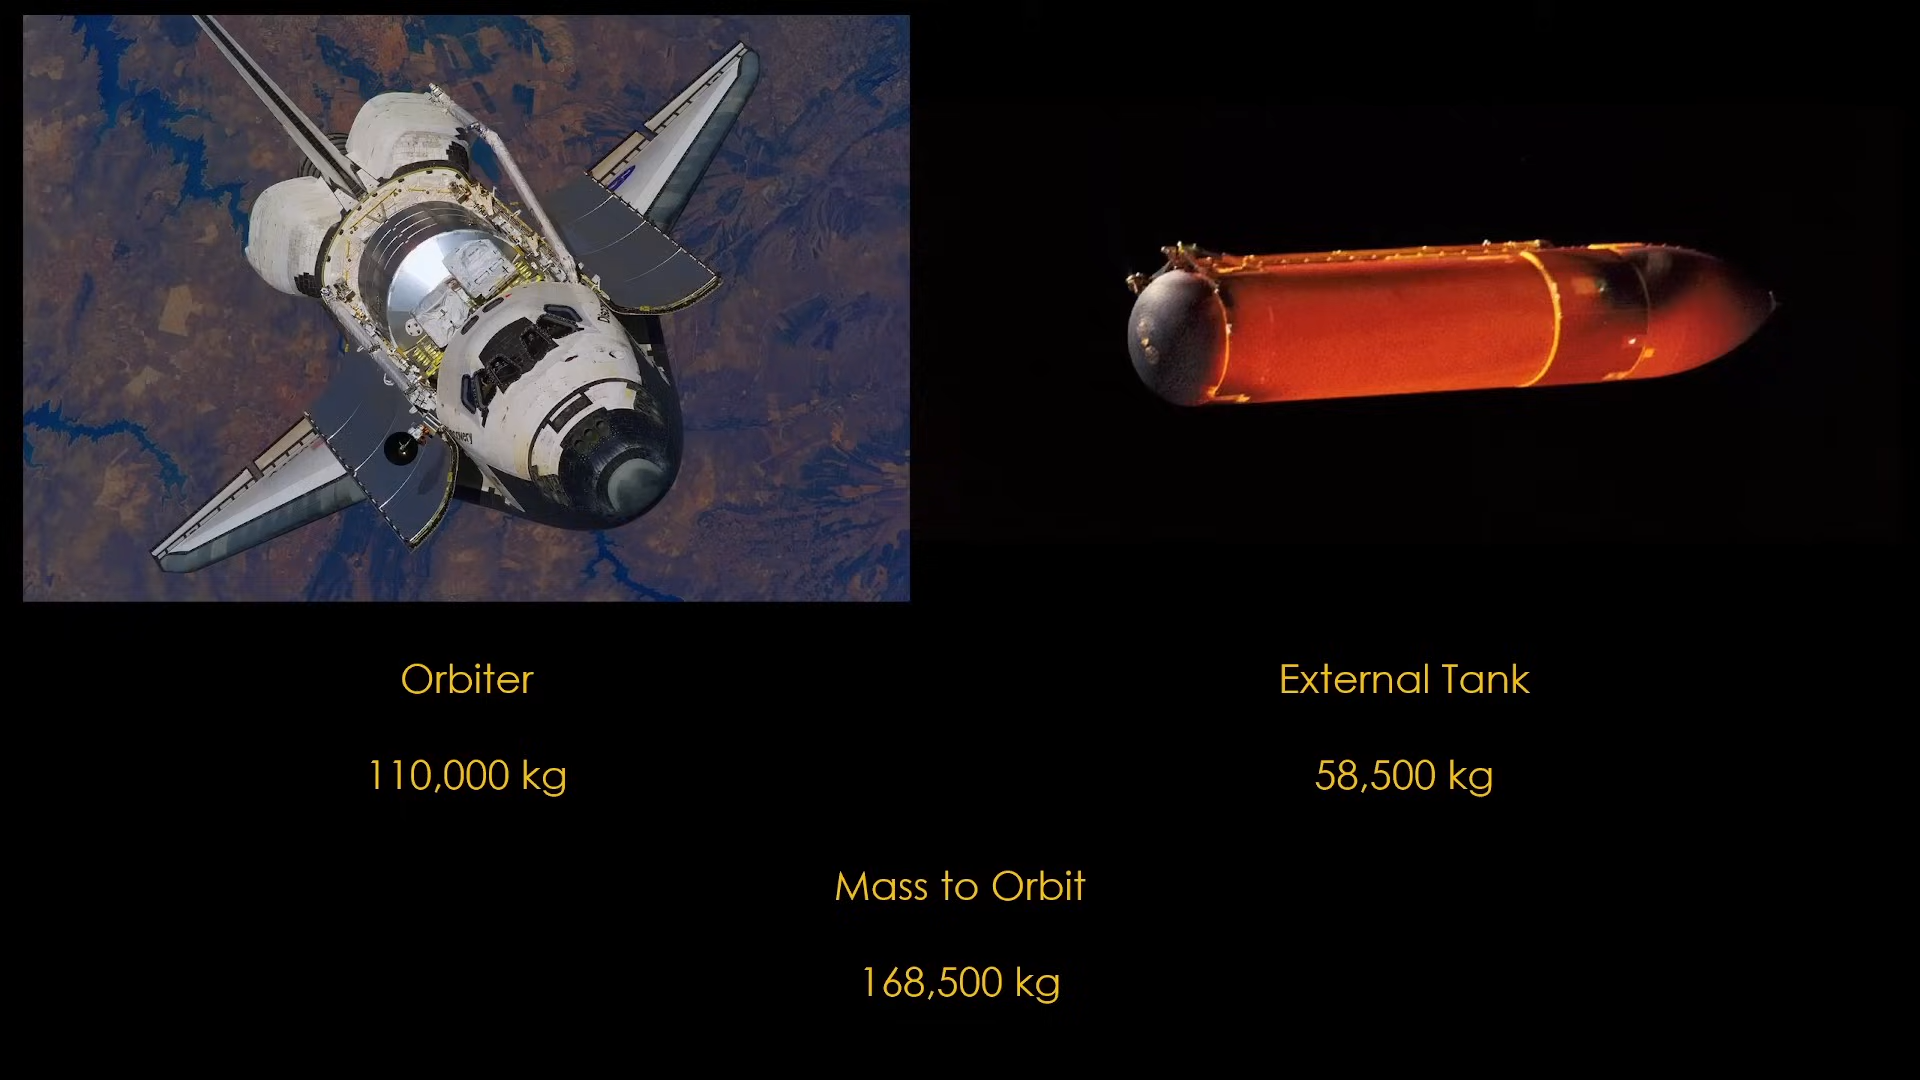 Orbiter
110,000 kg
External Tank
58,500 kg
Mass to Orbit
168,500 kg